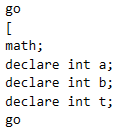 go
[
math;
declare int a;
declare int b;
declare int t;
go